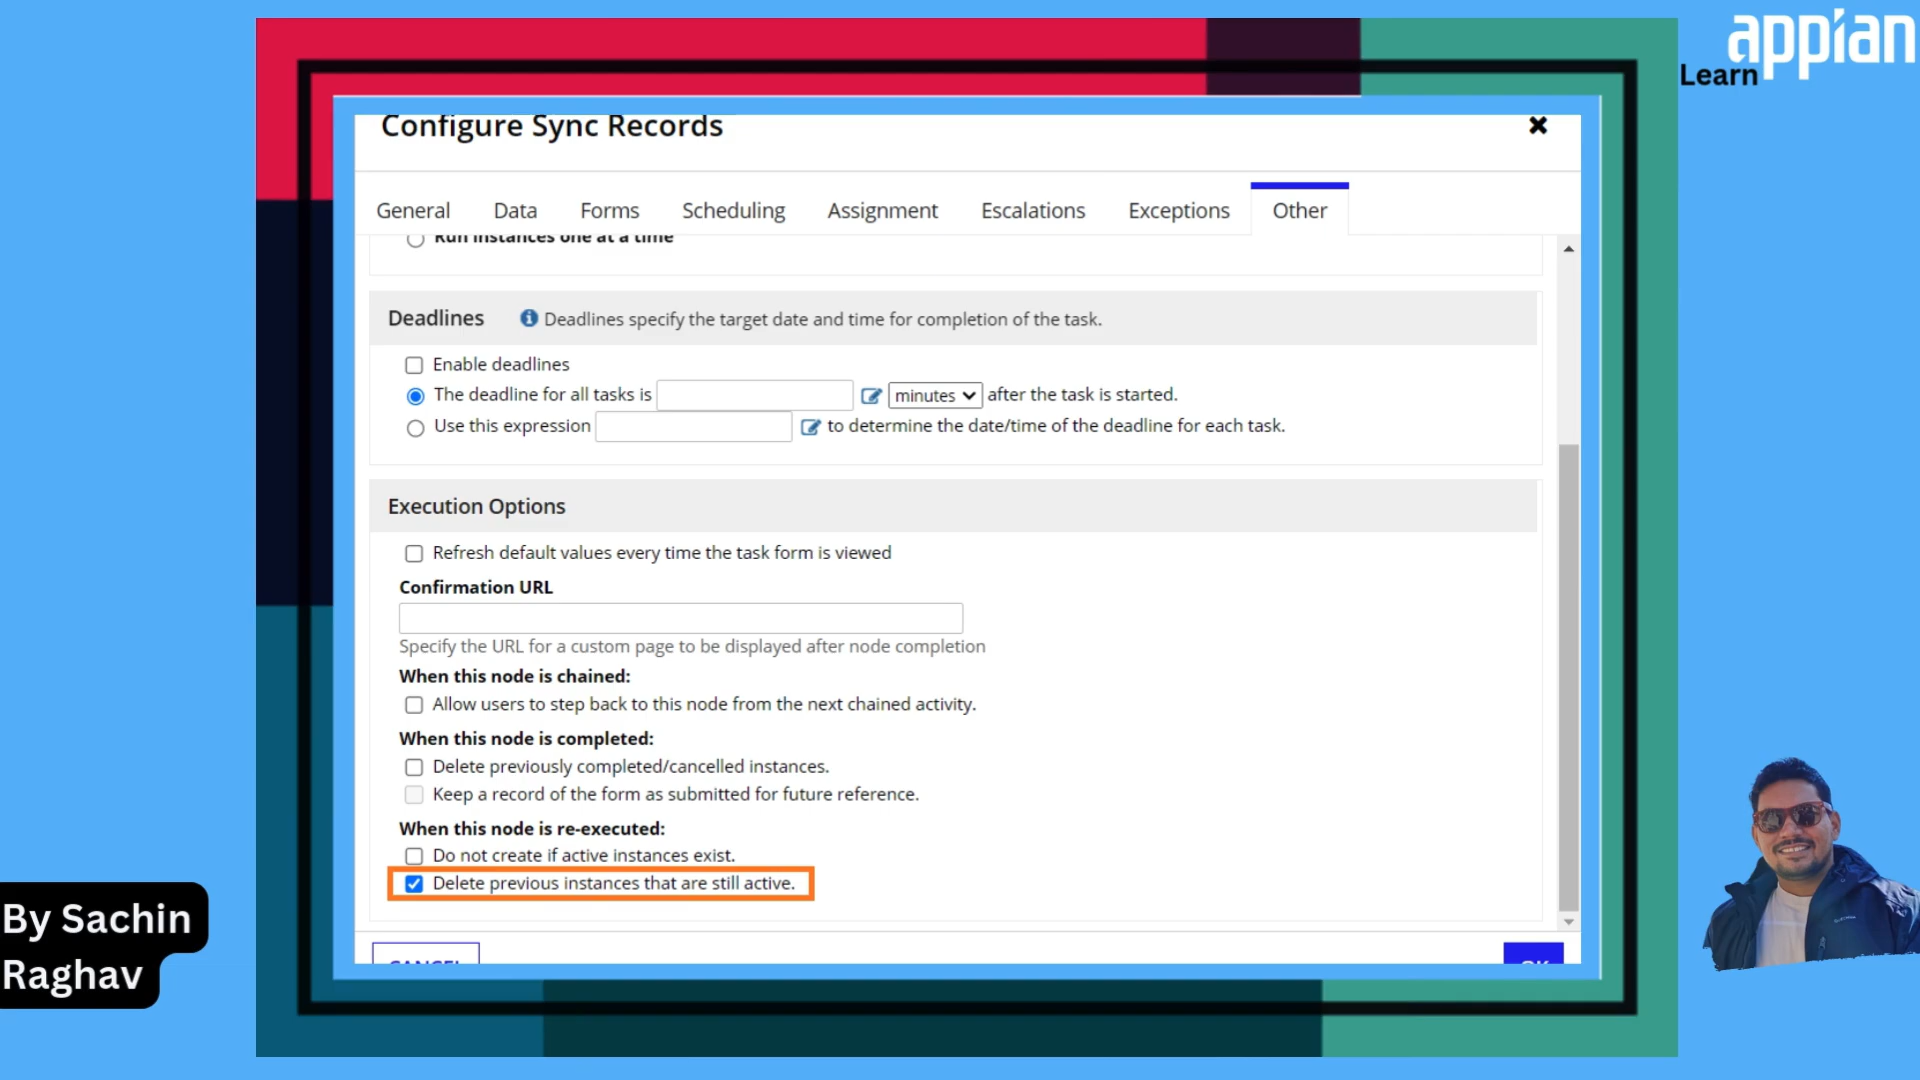 appian
Learn
Configure Sync Records
General Data Forms Scheduling Assignment Escalations Exceptions Other
Run instances one at a time
Deadlines Deadlines specify the target date and time for completion of the task.
Enable deadlines
The deadline for all tasks is minutes after the task is started.
Use this expression to determine the date/time of the deadline for each task.
Execution Options
Refresh default values every time the task form is viewed
Confirmation URL
Specify the URL for a custom page to be displayed after node completion
When this node is chained:
Allow users to step back to this node from the next chained activity.
When this node is completed:
Delete previously completed/cancelled instances.
Keep a record of the form as submitted for future reference.
When this node is re-executed:
Do not create if active instances exist.
Delete previous instances that are still active.
CANCEL OK
By Sachin
Raghav